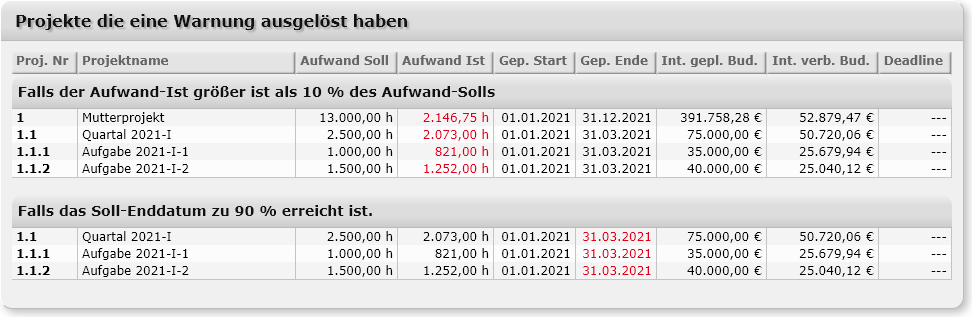 Projekte die eine Warnung ausgelöst haben
Proj. Nr Projektname Aufwand Soll Aufwand Ist Gep. Start Gep. Ende Int. gepl. Bud. Int. verb. Bud. Deadline
Falls der Aufwand-Ist größer ist als 10 % des Aufwand-Solls
1 Mutterprojekt 13.000,00 h 2.146,75 h 01.01.2021 31.12.2021 391.758,28 € 52.879,47 € ---
1.1 Quartal 2021-I 2.500,00 h 2.073,00 h 01.01.2021 31.03.2021 75.000,00 € 50.720,06 € ---
1.1.1 Aufgabe 2021-I-1 1.000,00 h 821,00 h 01.01.2021 31.03.2021 35.000,00 € 25.679,94 € ---
1.1.2 Aufgabe 2021-I-2 1.500,00 h 1.252,00 h 01.01.2021 31.03.2021 40.000,00 € 25.040,12 € ---
Falls das Soll-Enddatum zu 90 % erreicht ist.
1.1 Quartal 2021-I 2.500,00 h 2.073,00 h 01.01.2021 31.03.2021 75.000,00 € 50.720,06 € ---
1.1.1 Aufgabe 2021-I-1 1.000,00 h 821,00 h 01.01.2021 31.03.2021 35.000,00 € 25.679,94 € ---
1.1.2 Aufgabe 2021-I-2 1.500,00 h 1.252,00 h 01.01.2021 31.03.2021 40.000,00 € 25.040,12 € ---